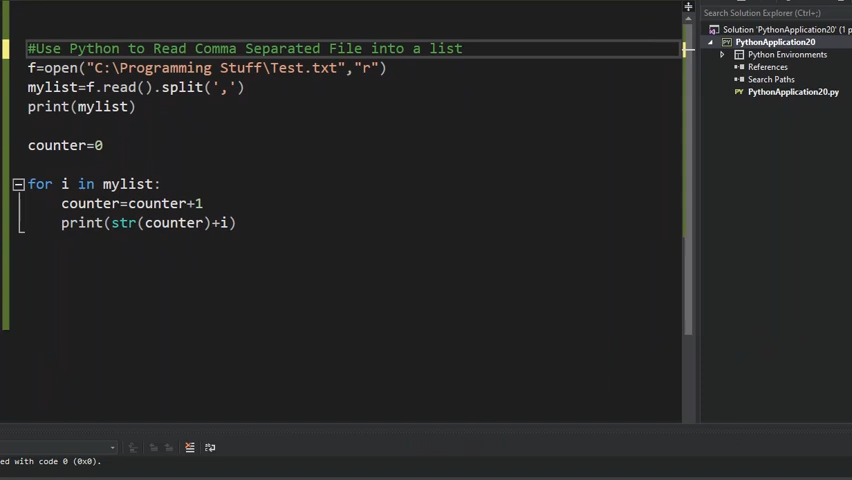 #Use Python to Read Comma Separated File into a list
f=open("C:\Programming Stuff\Test.txt","r")
mylist=f.read().split(',')
print(mylist)
counter=0
for i in mylist:
counter=counter+1
print(str(counter)+i)
Search Solution Explorer (Ctrl+;)
Solution 'PythonApplication20' (1 p
PythonApplication20
Python Environments
References
Search Paths
PythonApplication20.py
ed with code 0 (0x0).